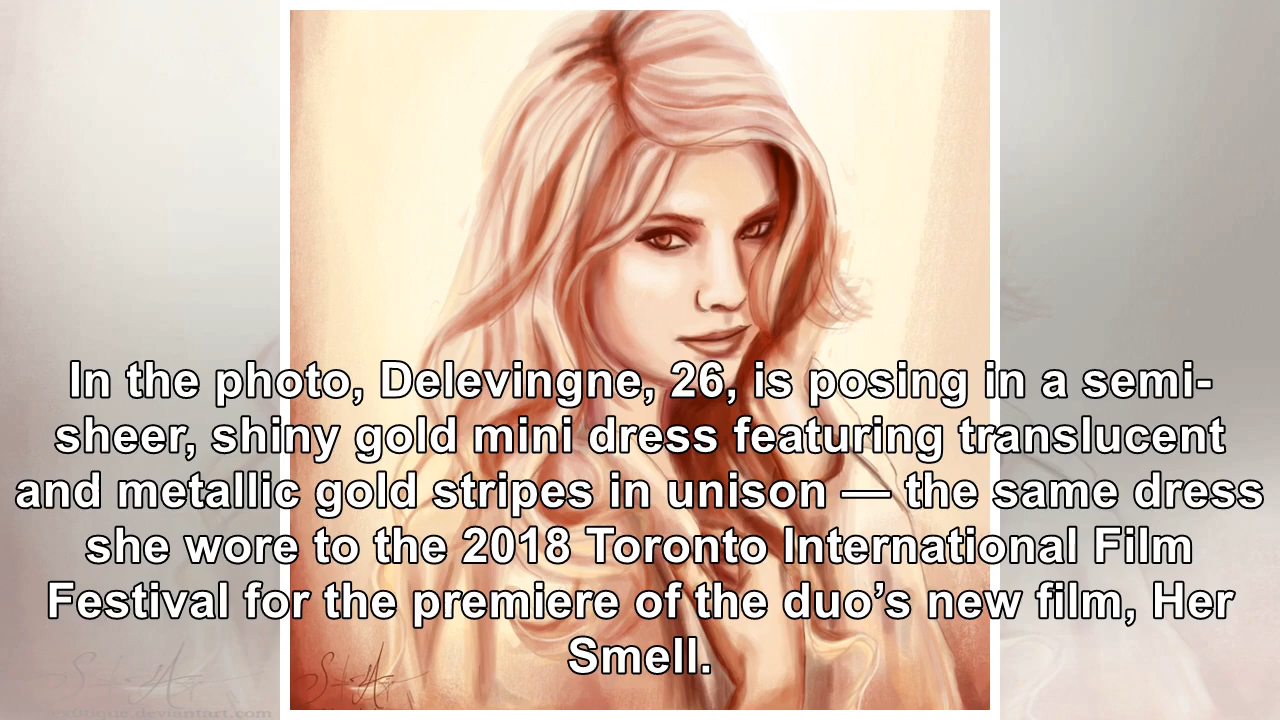 In the photo, Delevingne, 26, is posing in a semi-
sheer, shiny gold mini dress featuring translucent
and metallic gold stripes in unison — the same dress
she wore to the 2018 Toronto International Film
Festival for the premiere of the duo’s new film, Her
Smell.